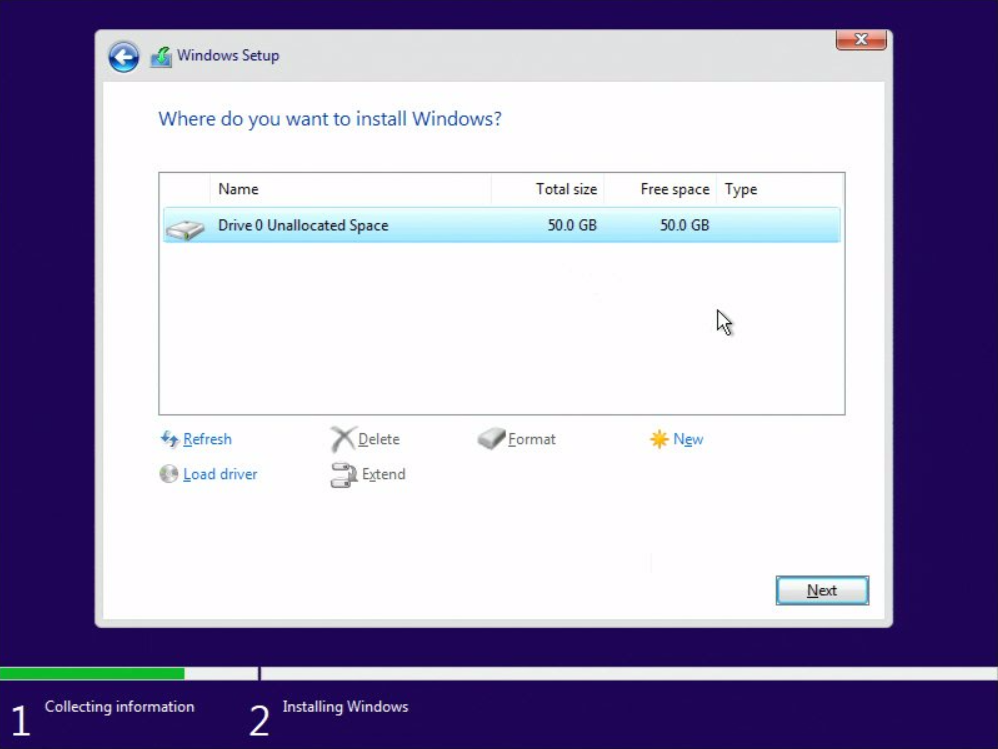 Windows Setup
Where do you want to install Windows?
Name Total size Free space Type
Drive 0 Unallocated Space 50.0 GB 50.0 GB
Refresh Delete Format New
Load driver Extend
Next
1 Collecting information 2 Installing Windows